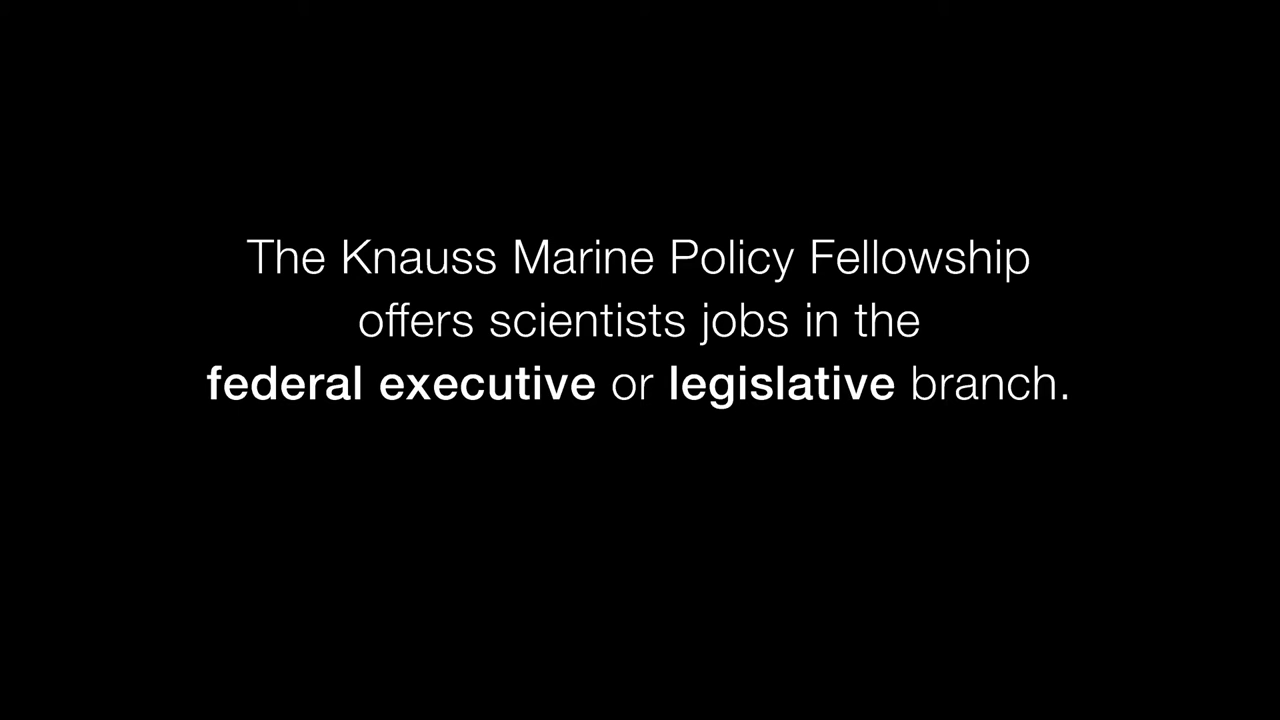 The Knauss Marine Policy Fellowship
offers scientists jobs in the
federal executive or legislative branch.